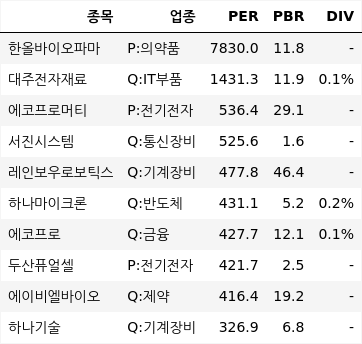 종목 업종 PER PBR DIV
한올바이오파마 P:의약품 7830.0 11.8 -
대주전자재료 Q:IT부품 1431.3 11.9 0.1%
에코프로머티 P:전기전자 536.4 29.1 -
서진시스템 Q:통신장비 525.6 1.6 -
레인보우로보틱스 Q:기계장비 477.8 46.4 -
하나마이크론 Q:반도체 431.1 5.2 0.2%
에코프로 Q:금융 427.7 12.1 0.1%
두산퓨얼셀 P:전기전자 421.7 2.5 -
에이비엘바이오 Q:제약 416.4 19.2 -
하나기술 Q:기계장비 326.9 6.8 -